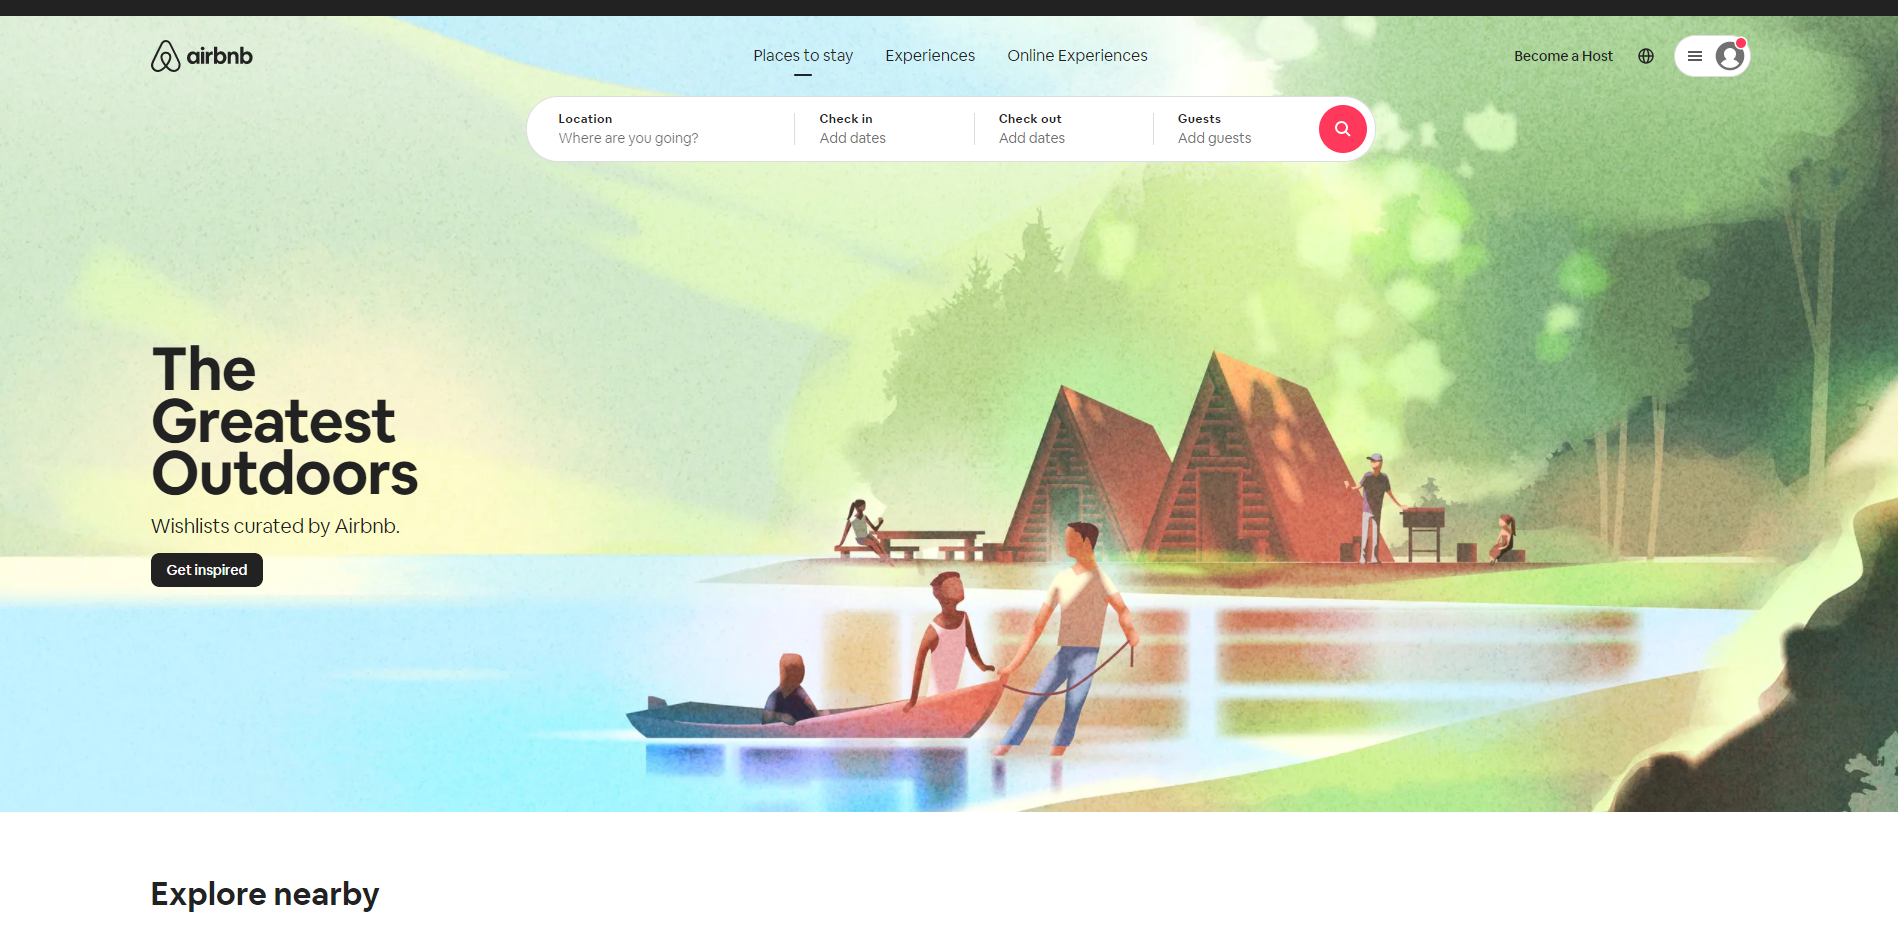 airbnb
Places to stay
Experiences
Online Experiences
Become a Host
Location
Where are you going?
Check in
Add dates
Check out
Add dates
Guests
Add guests
The
Greatest
Outdoors
Wishlists curated by Airbnb.
Get inspired
Explore nearby